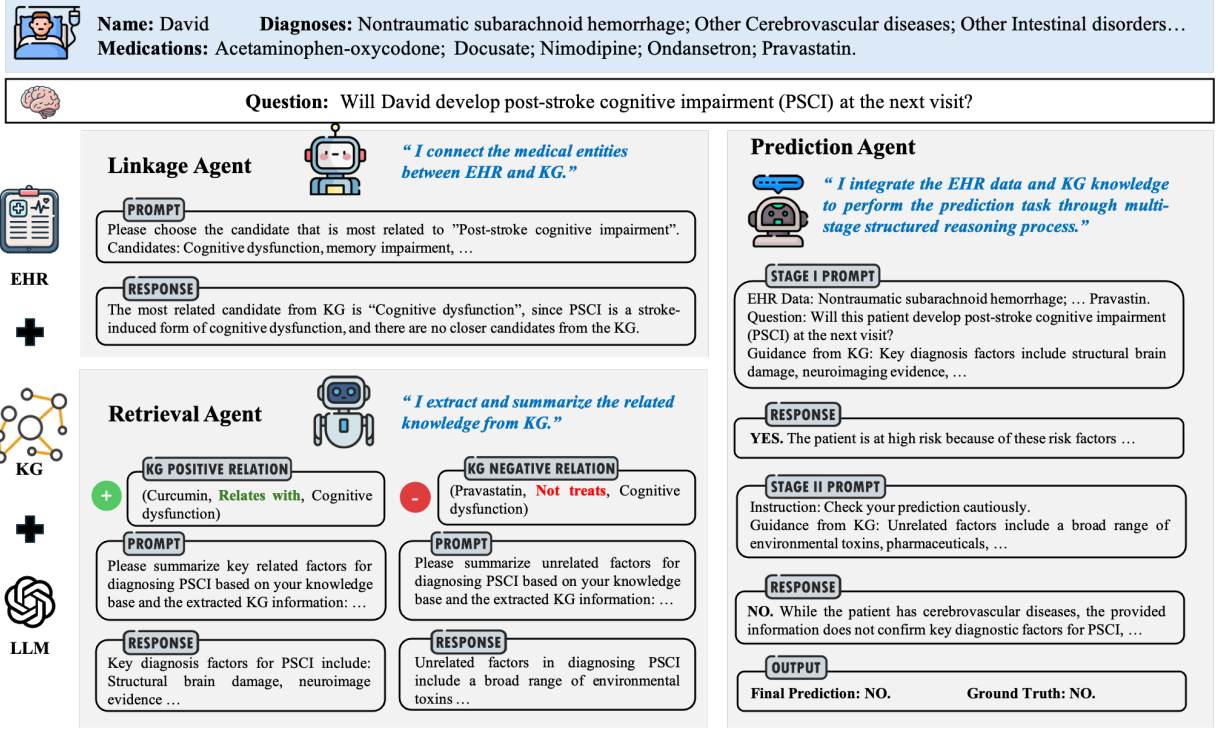 Name: David Diagnoses: Nontraumatic subarachnoid hemorrhage; Other Cerebrovascular diseases; Other Intestinal disorders…
Medications: Acetaminophen-oxycodone; Docusate; Nimodipine; Ondansetron; Pravastatin.
Question: Will David develop post-stroke cognitive impairment (PSCI) at the next visit?
EHR
KG
LLM
Linkage Agent
“ I connect the medical entities
between EHR and KG.”
PROMPT
Please choose the candidate that is most related to ”Post-stroke cognitive impairment”.
Candidates: Cognitive dysfunction, memory impairment, …
RESPONSE
The most related candidate from KG is “Cognitive dysfunction”, since PSCI is a stroke-
induced form of cognitive dysfunction, and there are no closer candidates from the KG.
Retrieval Agent
“ I extract and summarize the related
knowledge from KG.”
KG POSITIVE RELATION
+
(Curcumin, Relates with, Cognitive
dysfunction)
PROMPT
Please summarize key related factors for
diagnosing PSCI based on your knowledge
base and the extracted KG information: …
RESPONSE
Key diagnosis factors for PSCI include:
Structural brain damage, neuroimage
evidence …
KG NEGATIVE RELATION
-
(Pravastatin, Not treats, Cognitive
dysfunction)
PROMPT
Please summarize unrelated factors for
diagnosing PSCI based on your knowledge
base and the extracted KG information: …
RESPONSE
Unrelated factors in diagnosing PSCI
include a broad range of environmental
toxins …
Prediction Agent
“ I integrate the EHR data and KG knowledge
to perform the prediction task through multi-
stage structured reasoning process.”
STAGE I PROMPT
EHR Data: Nontraumatic subarachnoid hemorrhage; … Pravastin.
Question: Will this patient develop post-stroke cognitive impairment
(PSCI) at the next visit?
Guidance from KG: Key diagnosis factors include structural brain
damage, neuroimaging evidence, …
RESPONSE
YES. The patient is at high risk because of these risk factors …
STAGE II PROMPT
Instruction: Check your prediction cautiously.
Guidance from KG: Unrelated factors include a broad range of
environmental toxins, pharmaceuticals, …
RESPONSE
NO. While the patient has cerebrovascular diseases, the provided
information does not confirm key diagnostic factors for PSCI, …
OUTPUT
Final Prediction: NO. Ground Truth: NO.